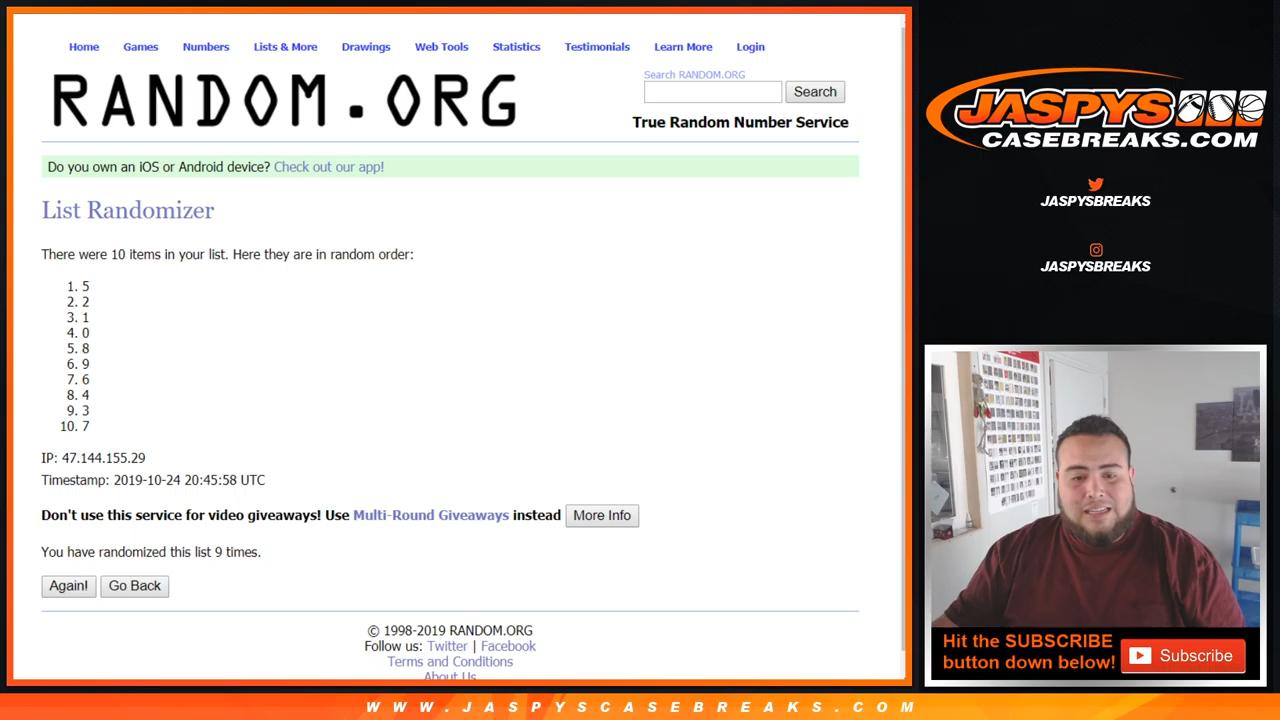 Home Games Numbers Lists & More Drawings Web Tools Statistics Testimonials Learn More Login
RANDOM.ORG
Search RANDOM.ORG
Search
True Random Number Service
Do you own an iOS or Android device? Check out our app!
List Randomizer
There were 10 items in your list. Here they are in random order:
1. 5
2. 2
3. 1
4. 0
5. 8
6. 9
7. 6
8. 4
9. 3
10. 7
IP: 47.144.155.29
Timestamp: 2019-10-24 20:45:58 UTC
Don't use this service for video giveaways! Use Multi-Round Giveaways instead More Info
You have randomized this list 9 times.
Again! Go Back
© 1998-2019 RANDOM.ORG
Follow us: Twitter | Facebook
Terms and Conditions
About Us
JASPYS
CASEBREAKS.COM
JASPYSBREAKS
JASPYSBREAKS
Hit the SUBSCRIBE
button down below!
Subscribe
WWW.JASPYSCASEBREAKS.COM